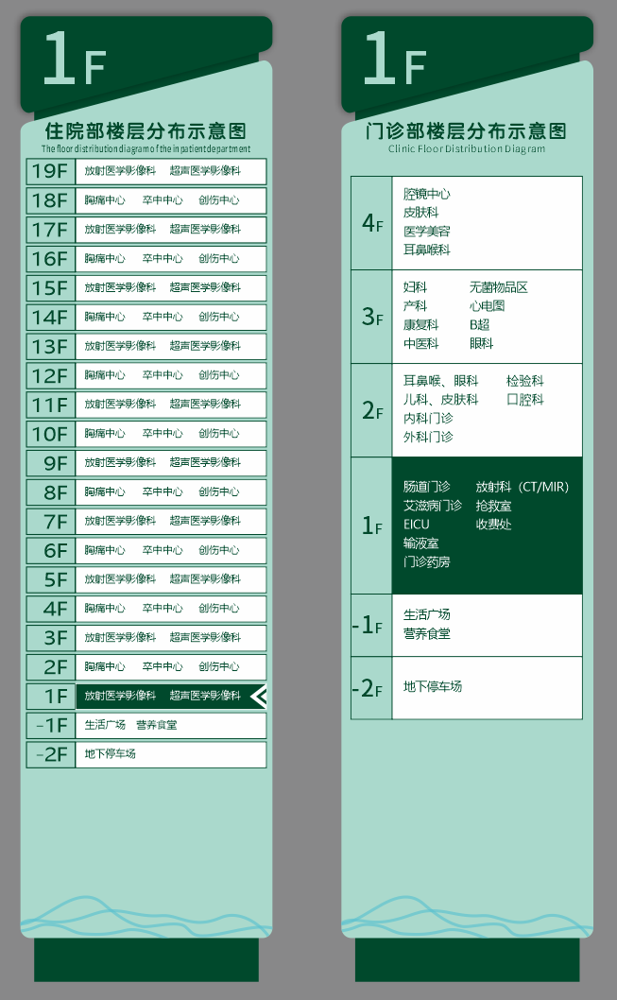 1F
住院部楼层分布示意图
The floor distribution diagram of the inpatient department
19F 放射医学影像科 超声医学影像科
18F 胸痛中心 卒中中心 创伤中心
17F 放射医学影像科 超声医学影像科
16F 胸痛中心 卒中中心 创伤中心
15F 放射医学影像科 超声医学影像科
14F 胸痛中心 卒中中心 创伤中心
13F 放射医学影像科 超声医学影像科
12F 胸痛中心 卒中中心 创伤中心
11F 放射医学影像科 超声医学影像科
10F 胸痛中心 卒中中心 创伤中心
9F 放射医学影像科 超声医学影像科
8F 胸痛中心 卒中中心 创伤中心
7F 放射医学影像科 超声医学影像科
6F 胸痛中心 卒中中心 创伤中心
5F 放射医学影像科 超声医学影像科
4F 胸痛中心 卒中中心 创伤中心
3F 放射医学影像科 超声医学影像科
2F 胸痛中心 卒中中心 创伤中心
1F 放射医学影像科 超声医学影像科
-1F 生活广场 营养食堂
-2F 地下停车场
1F
门诊部楼层分布示意图
Clinic Floor Distribution Diagram
4F
腔镜中心
皮肤科
医学美容
耳鼻喉科
3F
妇科 无菌物品区
产科 心电图
康复科 B超
中医科 眼科
2F
耳鼻喉、眼科 检验科
儿科、皮肤科 口腔科
内科门诊
外科门诊
1F
肠道门诊 放射科（CT/MIR）
艾滋病门诊 抢救室
EICU 收费处
输液室
门诊药房
-1F
生活广场
营养食堂
-2F
地下停车场